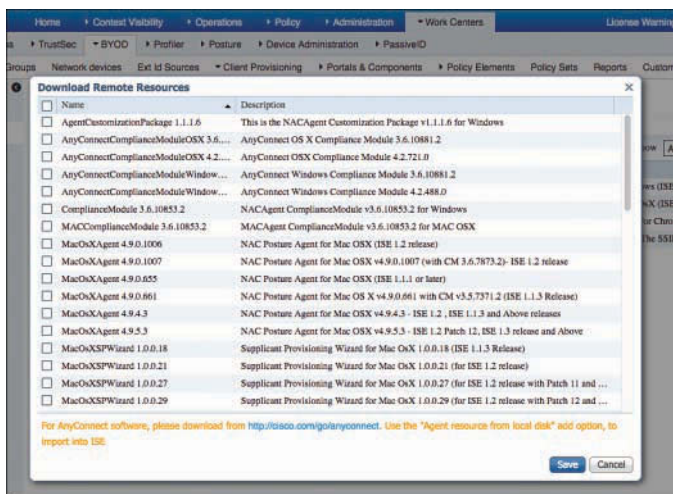 Home Context Visibility Operations Policy Administration Work Centers License Warning
TrustSec BYOD Profiler Posture Device Administration PassiveID
Groups Network devices Ext Id Sources Client Provisioning Portals & Components Policy Elements Policy Sets Reports Custom
Download Remote Resources
Name Description
AgentCustomizationPackage 1.1.1.6 This is the NACAgent Customization Package v1.1.1.6 for Windows
AnyConnectComplianceModuleOSX 3.6.... AnyConnect OS X Compliance Module 3.6.10881.2
AnyConnectComplianceModuleOSX 4.2.... AnyConnect OSX Compliance Module 4.2.721.0
AnyConnectComplianceModuleWindow... AnyConnect Windows Compliance Module 3.6.10881.2
AnyConnectComplianceModuleWindow... AnyConnect Windows Compliance Module 4.2.488.0
ComplianceModule 3.6.10853.2 NACAgent ComplianceModule v3.6.10853.2 for Windows
MACComplianceModule 3.6.10853.2 MACAgent ComplianceModule v3.6.10853.2 for MAC OSX
MacOsXAgent 4.9.0.1006 NAC Posture Agent for Mac OSX (ISE 1.2 release)
MacOsXAgent 4.9.0.1007 NAC Posture Agent for Mac OSX v4.9.0.1007 (with CM 3.6.7873.2)- ISE 1.2 release
MacOsXAgent 4.9.0.655 NAC Posture Agent for Mac OSX (ISE 1.1.1 or later)
MacOsXAgent 4.9.0.661 NAC Posture Agent for Mac OS X v4.9.0.661 with CM v3.5.7371.2 (ISE 1.1.3 Release)
MacOsXAgent 4.9.4.3 NAC Posture Agent for Mac OSX v4.9.4.3 - ISE 1.2 , ISE 1.1.3 and Above releases
MacOsXAgent 4.9.5.3 NAC Posture Agent for Mac OSX v4.9.5.3 - ISE 1.2 Patch 12, ISE 1.3 release and Above
MacOsXSPWizard 1.0.0.18 Supplicant Provisioning Wizard for Mac OsX 1.0.0.18 (ISE 1.1.3 Release)
MacOsXSPWizard 1.0.0.21 Supplicant Provisioning Wizard for Mac OsX 1.0.0.21 (for ISE 1.2 release)
MacOsXSPWizard 1.0.0.27 Supplicant Provisioning Wizard for Mac OsX 1.0.0.27 (for ISE 1.2 release with Patch 11 and ...
MacOsXSPWizard 1.0.0.29 Supplicant Provisioning Wizard for Mac OsX 1.0.0.29 (for ISE 1.2 release with Patch 12 and ...
For AnyConnect software, please download from http://cisco.com/go/anyconnect. Use the "Agent resource from local disk" add option, to
import into ISE
Save Cancel